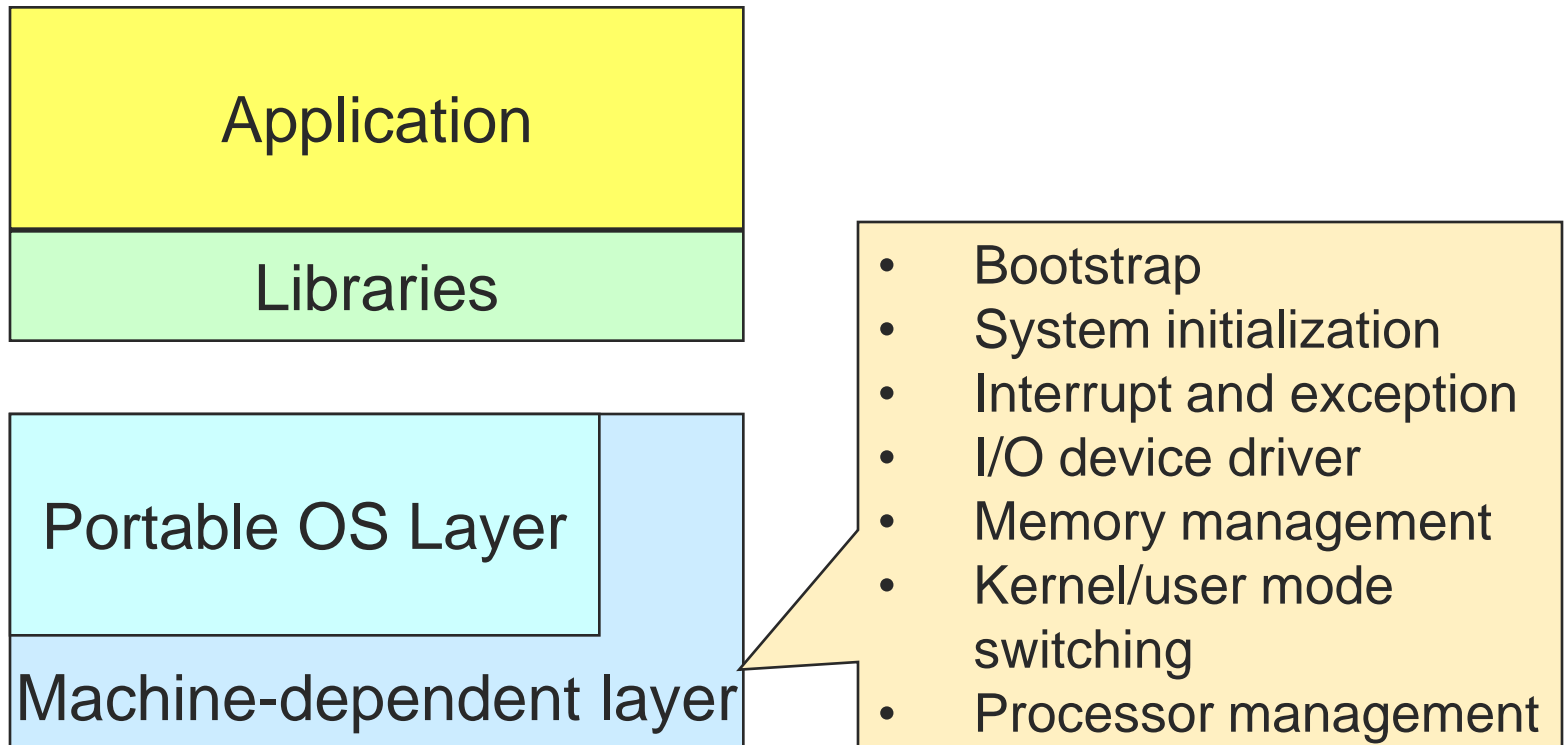 Application
Libraries
Portable OS Layer
Machine-dependent layer
• Bootstrap
• System initialization
• Interrupt and exception
• I/O device driver
• Memory management
• Kernel/user mode
switching
• Processor management